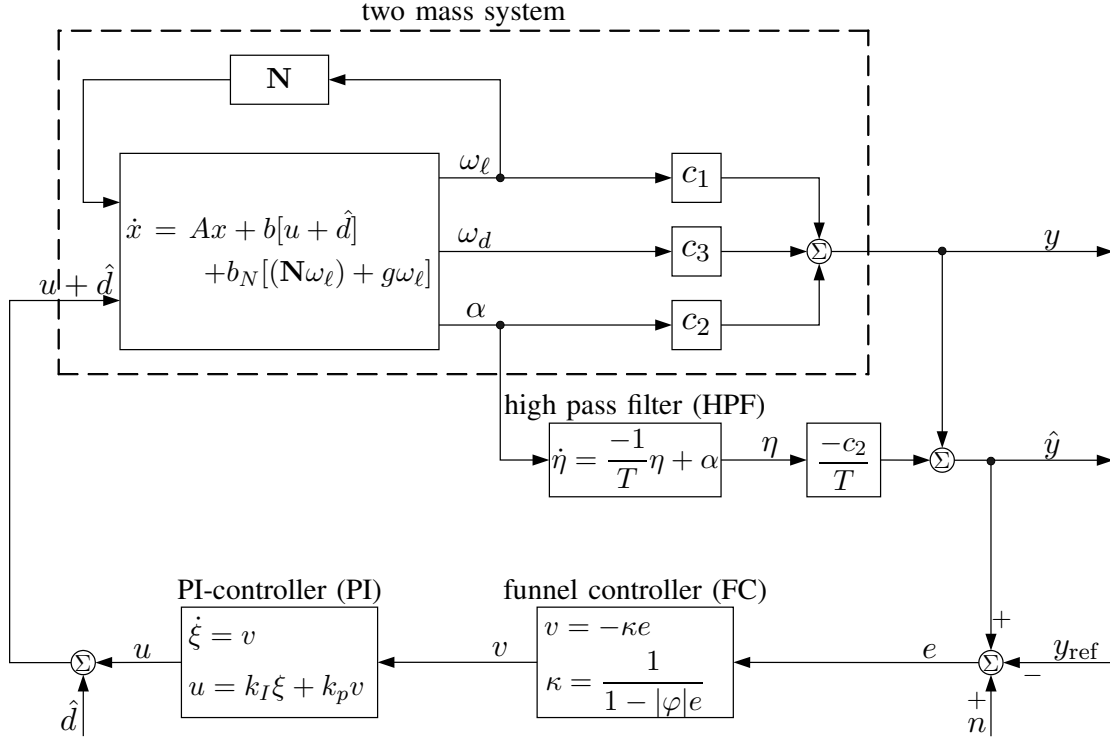 two mass system
N
ω_ℓ
c_1
ẋ = Ax + b[u + d̂]
+b_N[(Nω_ℓ) + gω_ℓ]
ω_d
c_3
Σ
y
u + d̂
α
c_2
high pass filter (HPF)
η̇ = -1/T η + α
η
-c_2/T
Σ
ŷ
PI-controller (PI)
funnel controller (FC)
ξ̇ = v
u = k_I ξ + k_p v
v = -κe
κ = 1/(1 - |φ|e)
Σ
u
v
e
+
Σ
y_ref
−
+
d̂
n